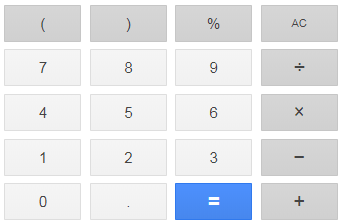 ( ) % AC
7 8 9 ÷
4 5 6 ×
1 2 3 −
0 . = +